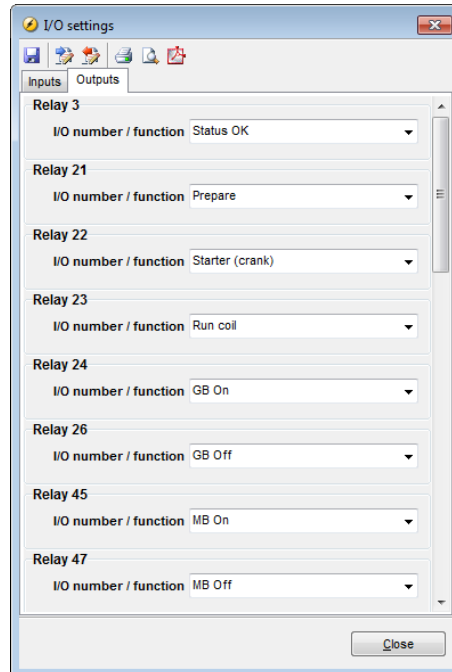 I/O settings
Inputs Outputs
Relay 3
I/O number / function Status OK
Relay 21
I/O number / function Prepare
Relay 22
I/O number / function Starter (crank)
Relay 23
I/O number / function Run coil
Relay 24
I/O number / function GB On
Relay 26
I/O number / function GB Off
Relay 45
I/O number / function MB On
Relay 47
I/O number / function MB Off
Close